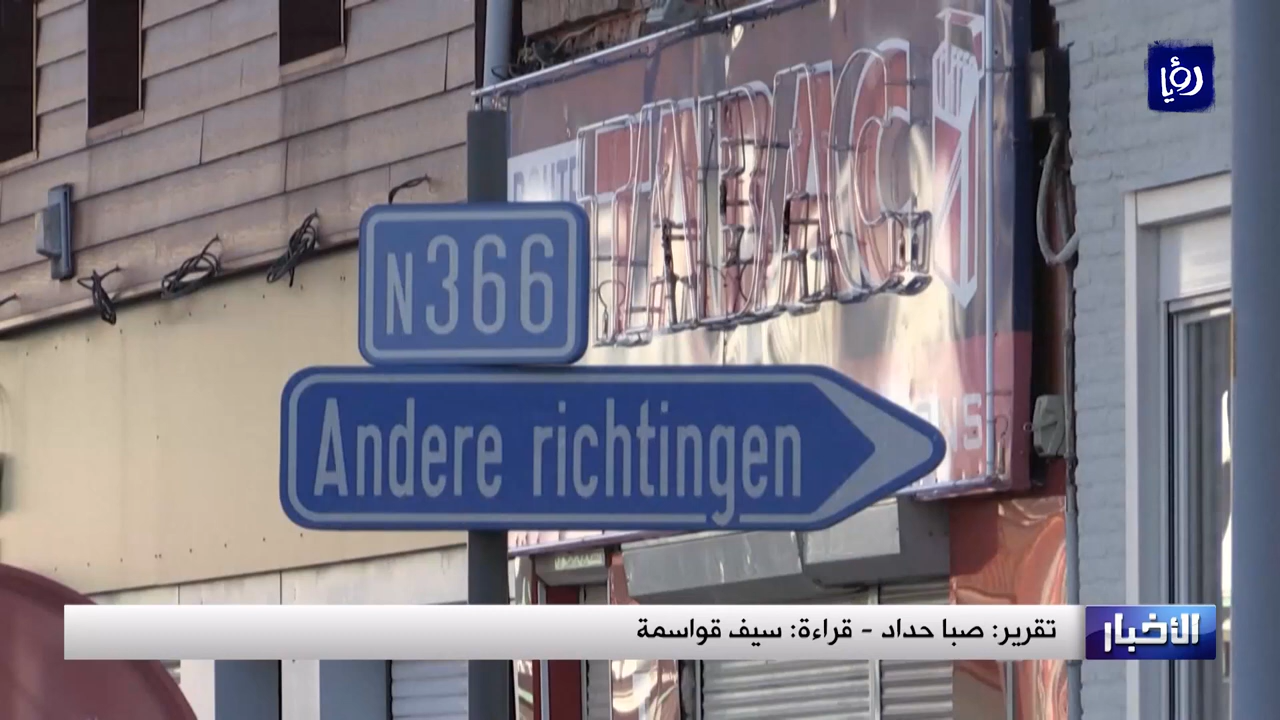 رؤيا
TABAC
N366
Andere richtingen
الأخبار
تقرير: صبا حداد - قراءة: سيف قواسمة